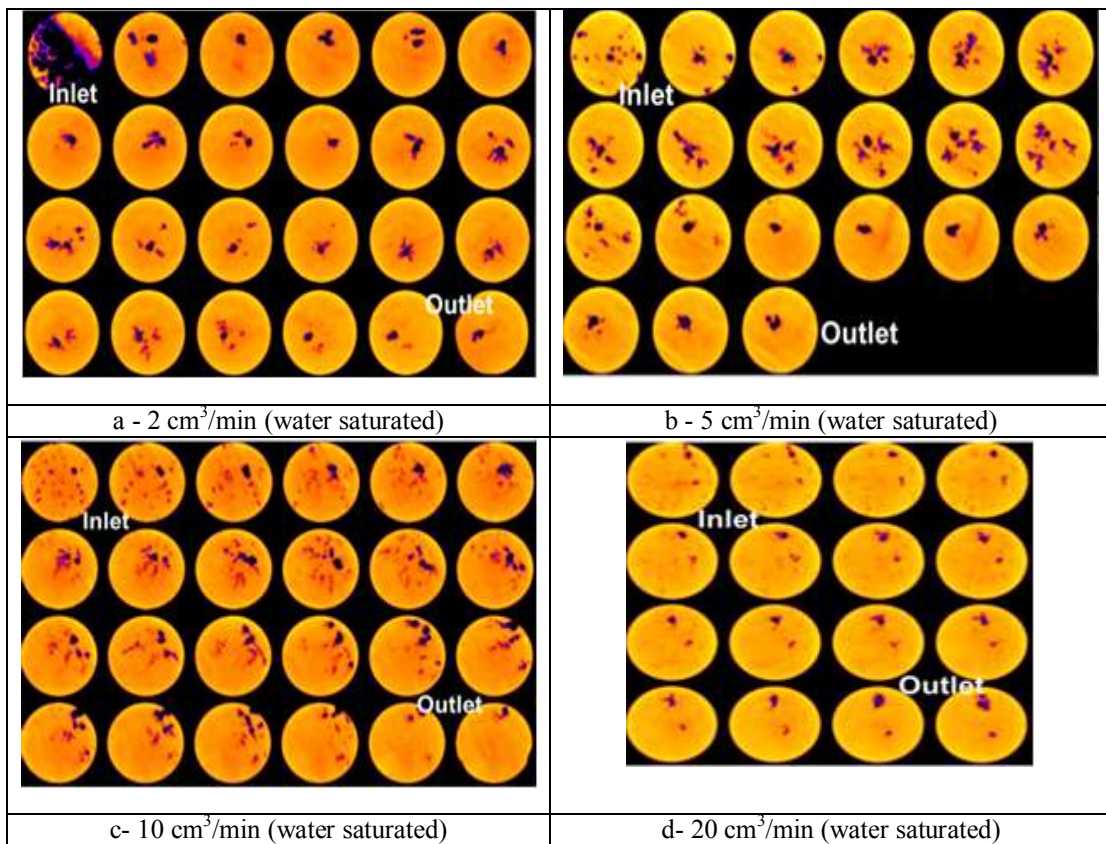 Inlet
Outlet
a - 2 cm³/min (water saturated)
Inlet
Outlet
b - 5 cm³/min (water saturated)
Inlet
Outlet
c- 10 cm³/min (water saturated)
Inlet
Outlet
d- 20 cm³/min (water saturated)